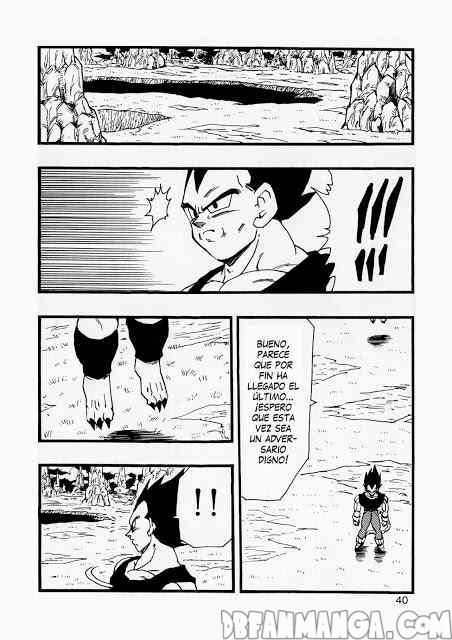 !!!
BUENO,
PARECE
QUE POR
FIN HA
LLEGADO EL
ÚLTIMO...
¡ESPERO
QUE ESTA
VEZ SEA
UN ADVER-
SARIO
DIGNO!
!!
40
DBFANMANGA.COM